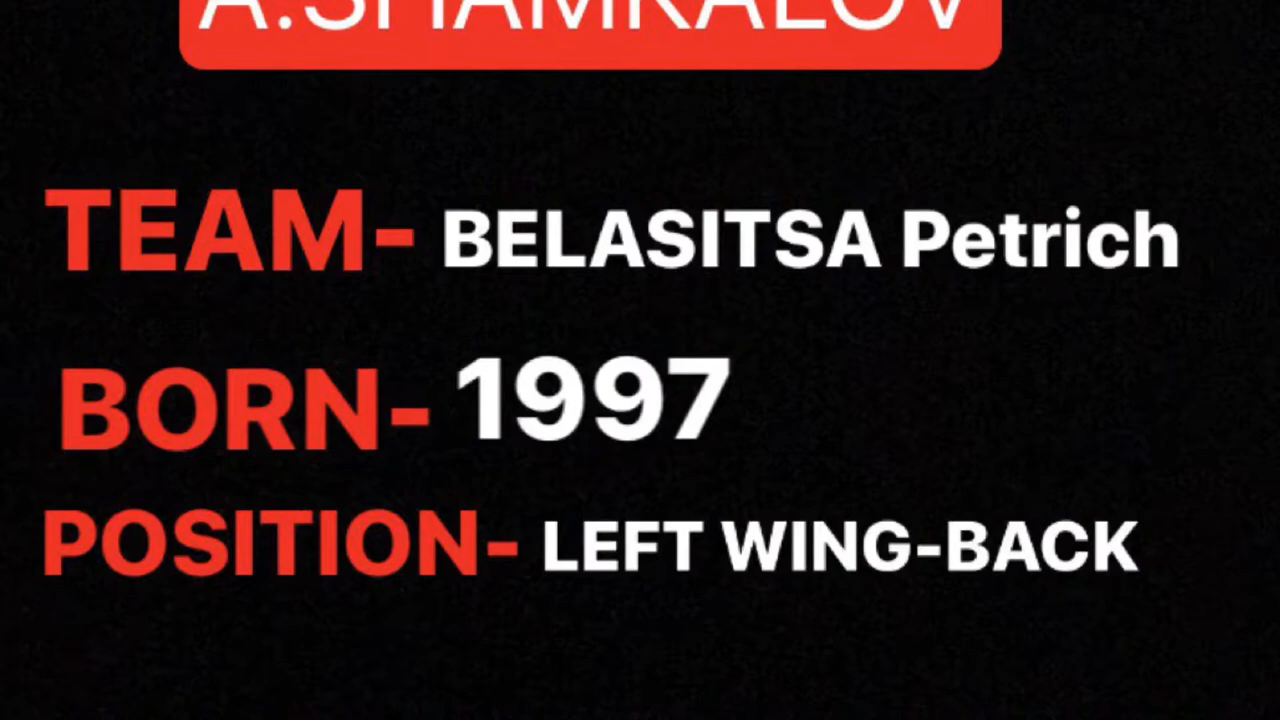 A.SHAMKALOV
TEAM- BELASITSA Petrich
BORN- 1997
POSITION- LEFT WING-BACK